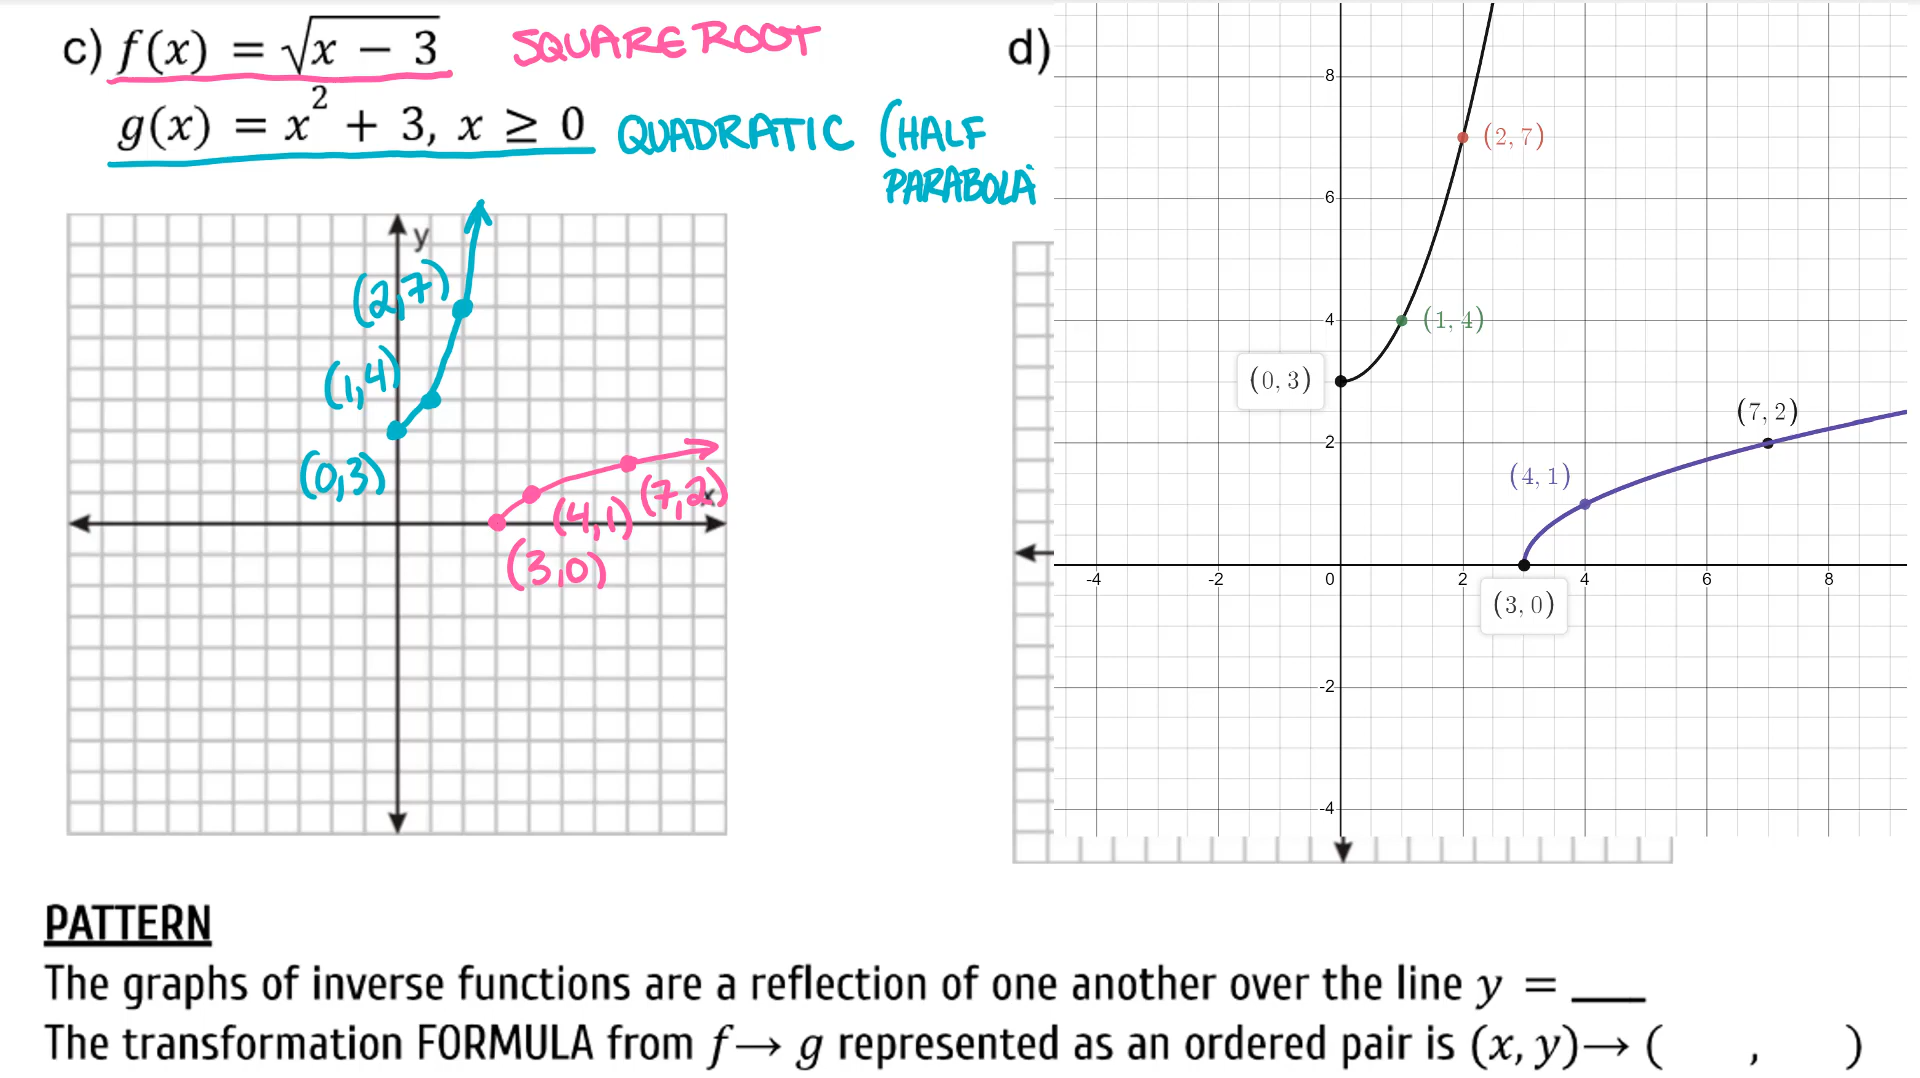 c) f(x) = √x − 3 SQUARE ROOT
g(x) = x² + 3, x ≥ 0 QUADRATIC (HALF
PARABOLA
y
(2,7)
(1,4)
(0,3)
(7,2)
x
(4,1)
(3,0)
d)
8
(2, 7)
6
4
(1, 4)
(0, 3)
(7, 2)
2
(4, 1)
-4 -2 0 2 4 6 8
(3, 0)
-2
-4
PATTERN
The graphs of inverse functions are a reflection of one another over the line y = ___
The transformation FORMULA from f→ g represented as an ordered pair is (x, y)→ ( , )